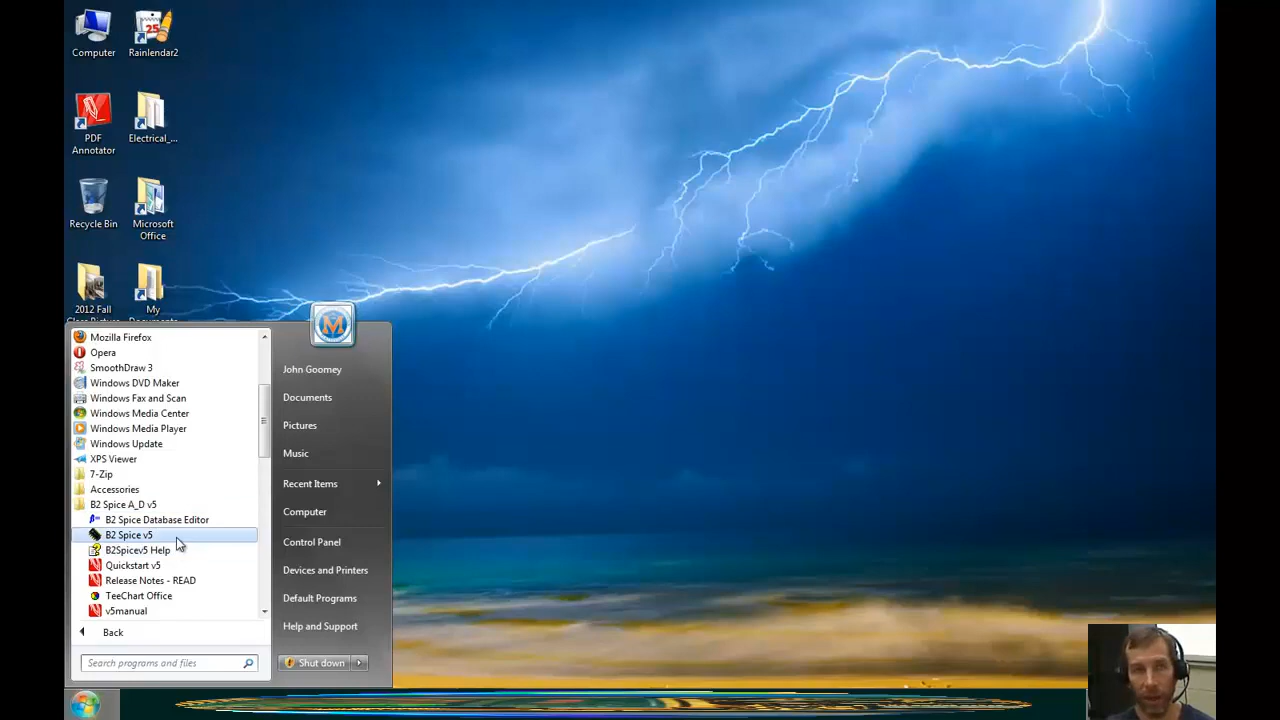 Computer
Rainlendar2
25
PDF
Annotator
Electrical_...
Recycle Bin
Microsoft
Office
2012 Fall
My
M
Mozilla Firefox
Opera
SmoothDraw 3
Windows DVD Maker
Windows Fax and Scan
Windows Media Center
Windows Media Player
Windows Update
XPS Viewer
7-Zip
Accessories
B2 Spice A_D v5
B2 Spice Database Editor
B2 Spice v5
B2Spicev5 Help
Quickstart v5
Release Notes - READ
TeeChart Office
v5manual
Back
Search programs and files
John Goomey
Documents
Pictures
Music
Recent Items
Computer
Control Panel
Devices and Printers
Default Programs
Help and Support
Shut down